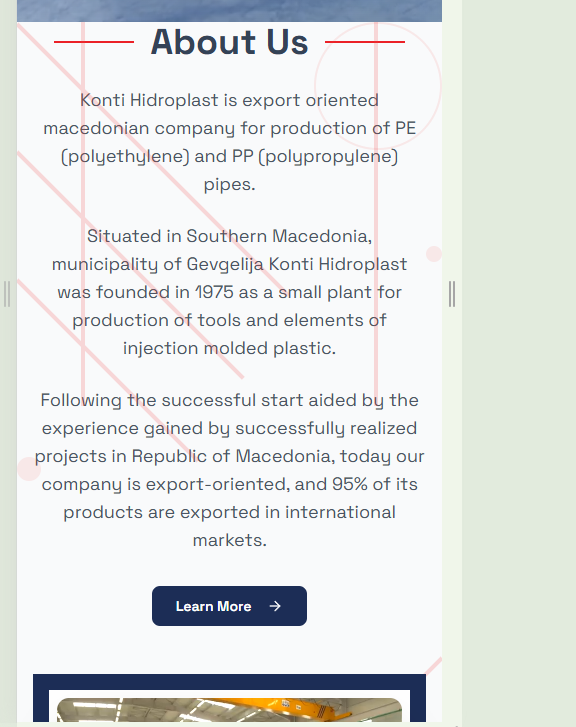 About Us
Konti Hidroplast is export oriented
macedonian company for production of PE
(polyethylene) and PP (polypropylene)
pipes.
Situated in Southern Macedonia,
municipality of Gevgelija Konti Hidroplast
was founded in 1975 as a small plant for
production of tools and elements of
injection molded plastic.
Following the successful start aided by the
experience gained by successfully realized
projects in Republic of Macedonia, today our
company is export-oriented, and 95% of its
products are exported in international
markets.
Learn More